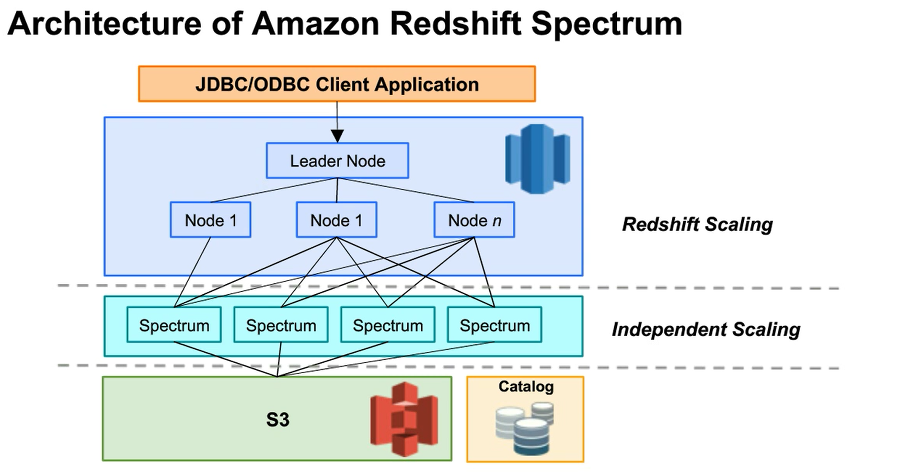 Architecture of Amazon Redshift Spectrum
JDBC/ODBC Client Application
Leader Node
Node 1
Node 1
Node n
Redshift Scaling
Spectrum
Spectrum
Spectrum
Spectrum
Independent Scaling
S3
Catalog